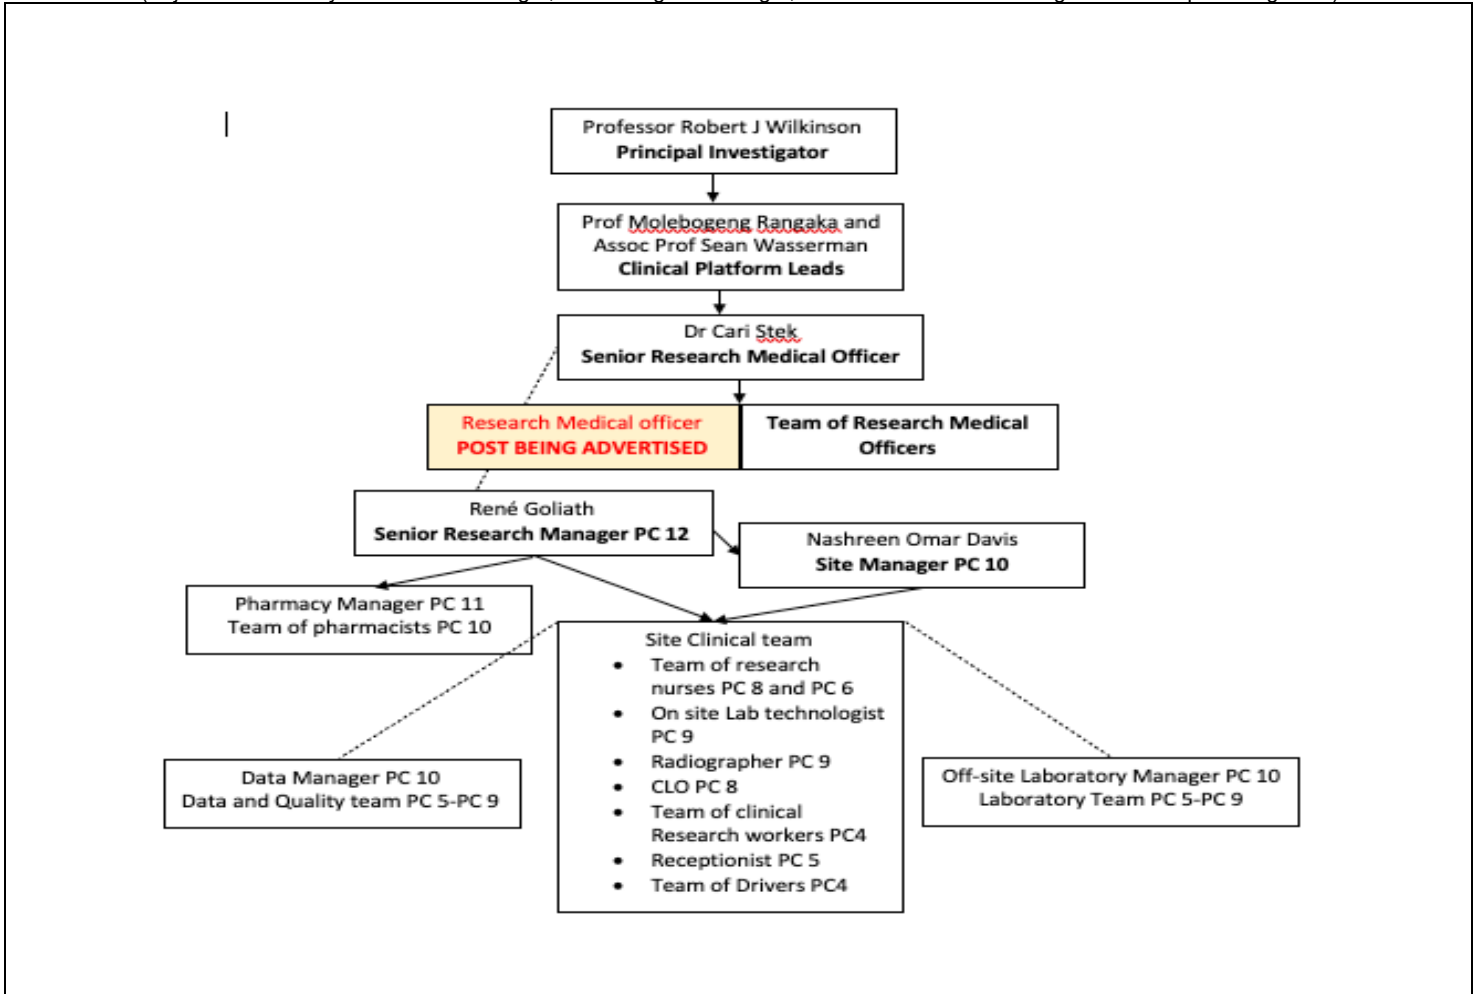 Professor Robert J Wilkinson
Principal Investigator
Prof Molebogeng Rangaka and
Assoc Prof Sean Wasserman
Clinical Platform Leads
Dr Cari Stek
Senior Research Medical Officer
Research Medical officer
POST BEING ADVERTISED
Team of Research Medical
Officers
René Goliath
Senior Research Manager PC 12
Nashreen Omar Davis
Site Manager PC 10
Pharmacy Manager PC 11
Team of pharmacists PC 10
Site Clinical team
• Team of research
nurses PC 8 and PC 6
• On site Lab technologist
PC 9
• Radiographer PC 9
• CLO PC 8
• Team of clinical
Research workers PC4
• Receptionist PC 5
• Team of Drivers PC4
Data Manager PC 10
Data and Quality team PC 5-PC 9
Off-site Laboratory Manager PC 10
Laboratory Team PC 5-PC 9